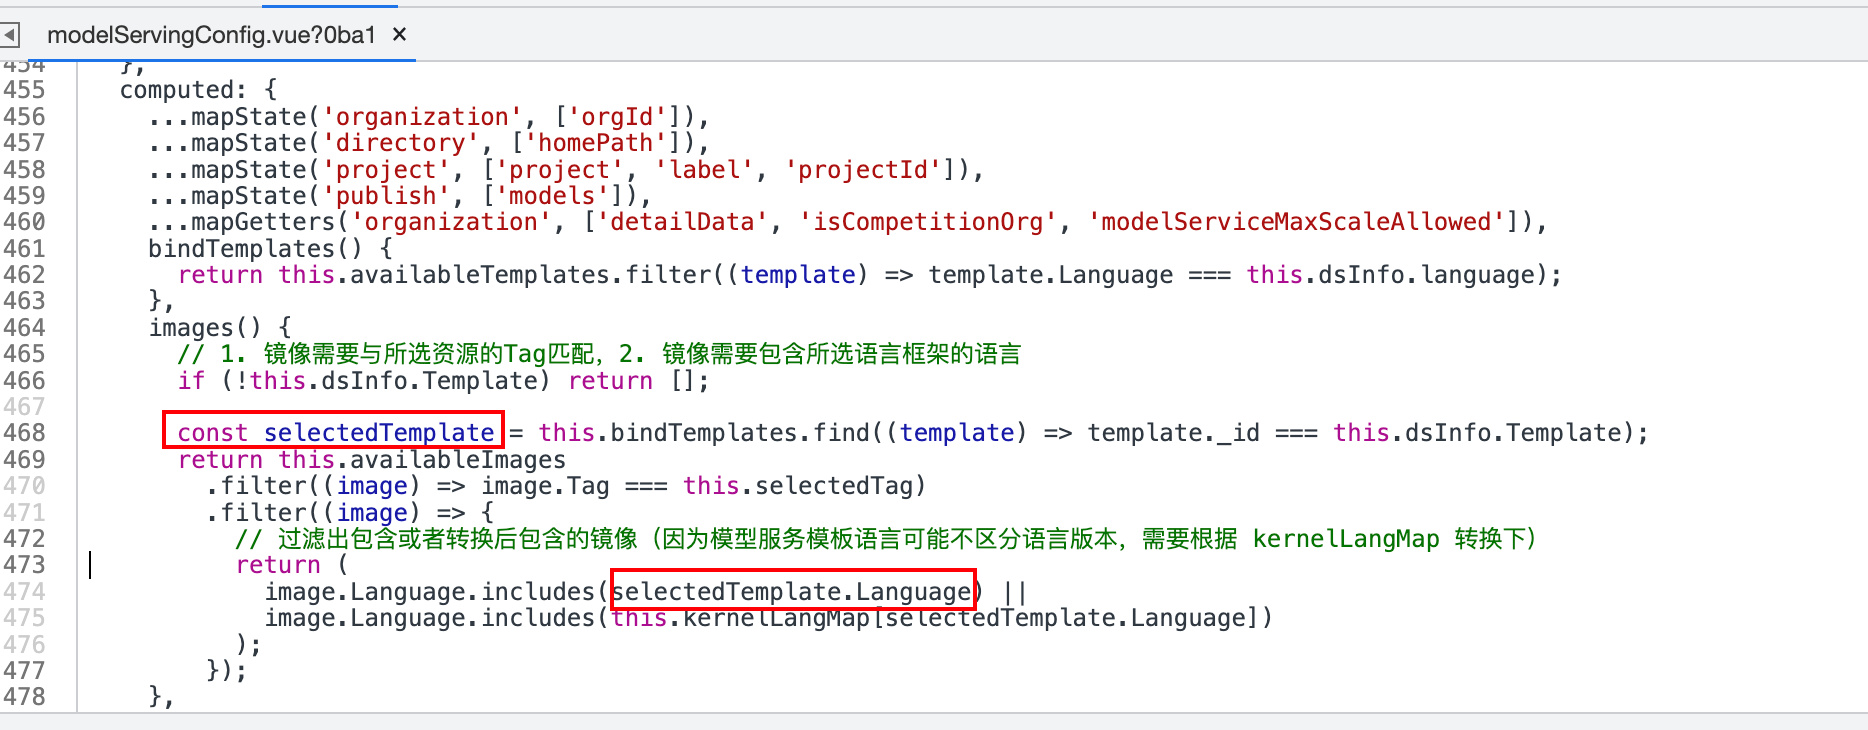 modelServingConfig.vue?0ba1 ×
454 },
455 computed: {
456 ...mapState('organization', ['orgId']),
457 ...mapState('directory', ['homePath']),
458 ...mapState('project', ['project', 'label', 'projectId']),
459 ...mapState('publish', ['models']),
460 ...mapGetters('organization', ['detailData', 'isCompetitionOrg', 'modelServiceMaxScaleAllowed']),
461 bindTemplates() {
462 return this.availableTemplates.filter((template) => template.Language === this.dsInfo.language);
463 },
464 images() {
465 // 1. 镜像需要与所选资源的Tag匹配，2. 镜像需要包含所选语言框架的语言
466 if (!this.dsInfo.Template) return [];
467
468 const selectedTemplate = this.bindTemplates.find((template) => template._id === this.dsInfo.Template);
469 return this.availableImages
470 .filter((image) => image.Tag === this.selectedTag)
471 .filter((image) => {
472 // 过滤出包含或者转换后包含的镜像（因为模型服务模板语言可能不区分语言版本，需要根据 kernelLangMap 转换下）
473 return (
474 image.Language.includes(selectedTemplate.Language) ||
475 image.Language.includes(this.kernelLangMap[selectedTemplate.Language])
476 );
477 });
478 },